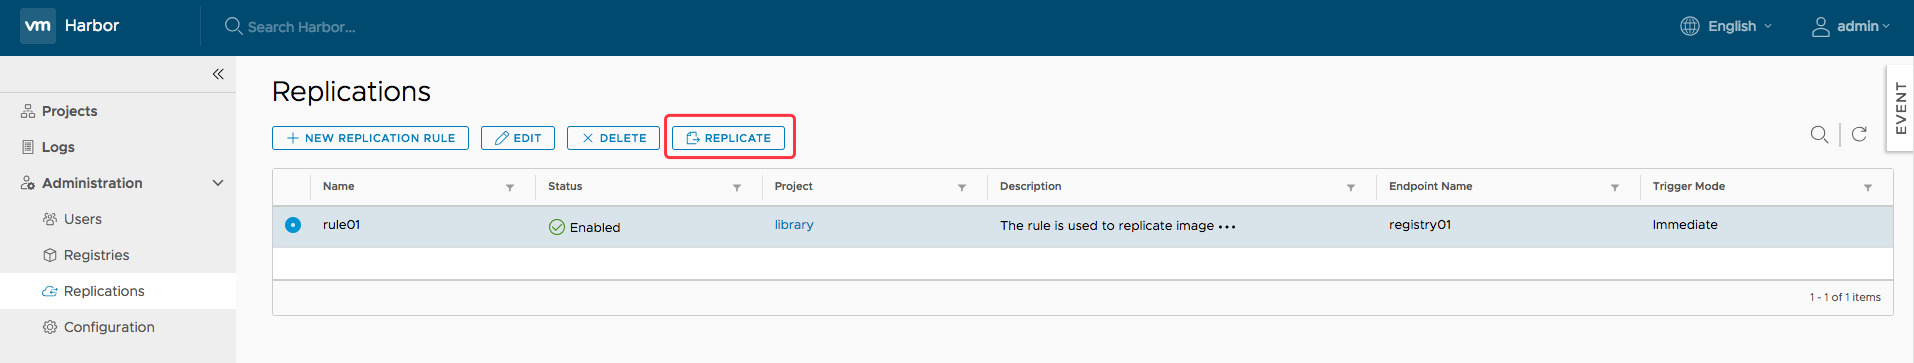 vm Harbor Search Harbor... English admin
Replications
EVENT
Projects
Logs
Administration
Users
Registries
Replications
Configuration
NEW REPLICATION RULE EDIT DELETE REPLICATE
Name Status Project Description Endpoint Name Trigger Mode
rule01 Enabled library The rule is used to replicate image ••• registry01 Immediate
1 - 1 of 1 items